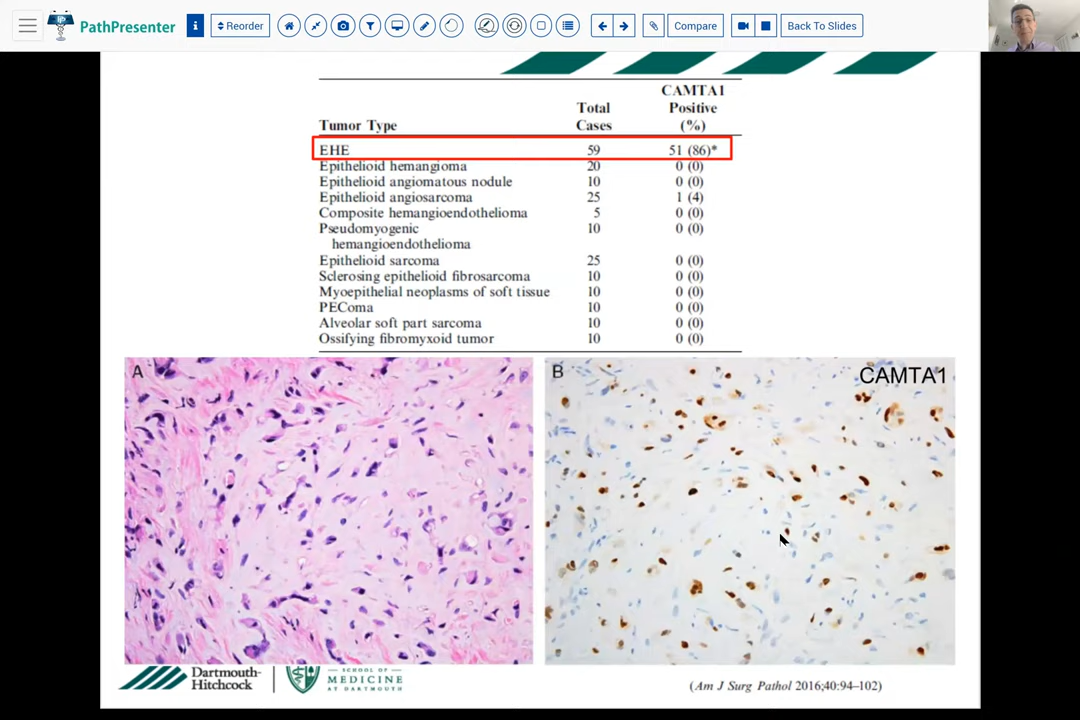 PathPresenter
i
Reorder
Compare
Back To Slides
Tumor Type Total Cases CAMTA1 Positive (%)
EHE 59 51 (86)*
Epithelioid hemangioma 20 0 (0)
Epithelioid angiomatous nodule 10 0 (0)
Epithelioid angiosarcoma 25 1 (4)
Composite hemangioendothelioma 5 0 (0)
Pseudomyogenic 10 0 (0)
hemangioendothelioma
Epithelioid sarcoma 25 0 (0)
Sclerosing epithelioid fibrosarcoma 10 0 (0)
Myoepithelial neoplasms of soft tissue 10 0 (0)
PEComa 10 0 (0)
Alveolar soft part sarcoma 10 0 (0)
Ossifying fibromyxoid tumor 10 0 (0)
A
B
CAMTA1
Dartmouth-
Hitchcock
SCHOOL OF
MEDICINE
AT DARTMOUTH
(Am J Surg Pathol 2016;40:94–102)